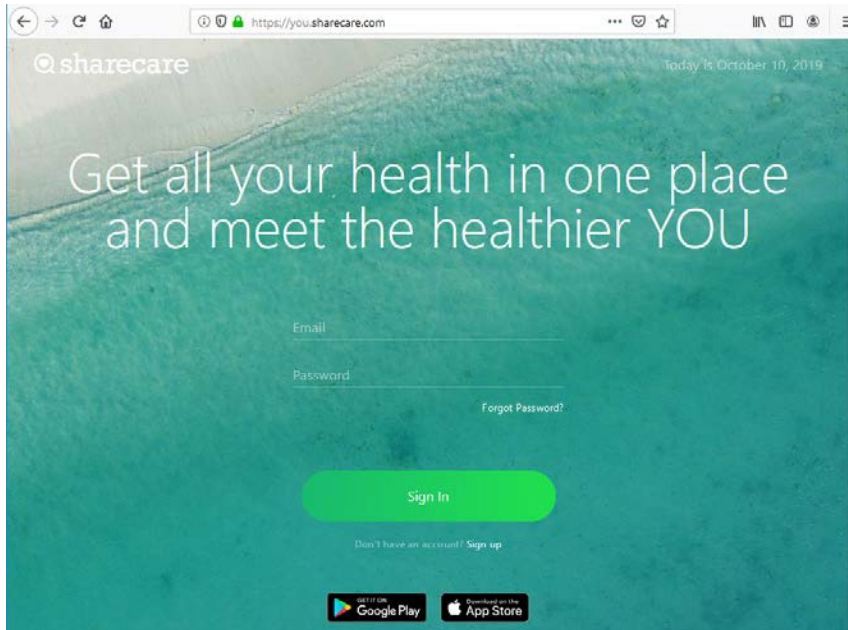 https://you.sharecare.com
sharecare
Today is October 10, 2019
Get all your health in one place
and meet the healthier YOU
Email
Password
Forgot Password?
Sign In
Don't have an account? Sign up
GET IT ON
Google Play
Download on the
App Store